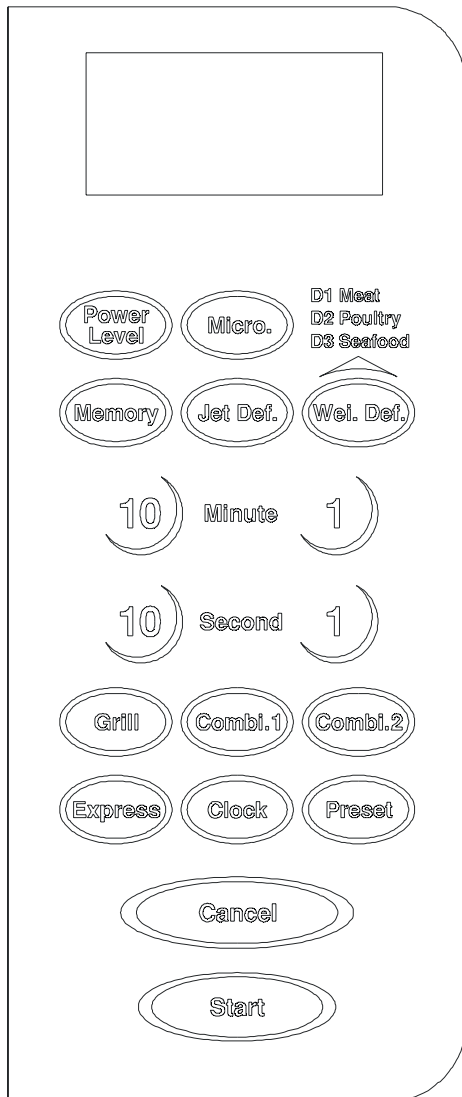 Power
Level
Micro.
D1 Meat
D2 Poultry
D3 Seafood
Memory
Jet Def.
Wei. Def.
10 Minute 1
10 Second 1
Grill
Combi.1
Combi.2
Express
Clock
Preset
Cancel
Start